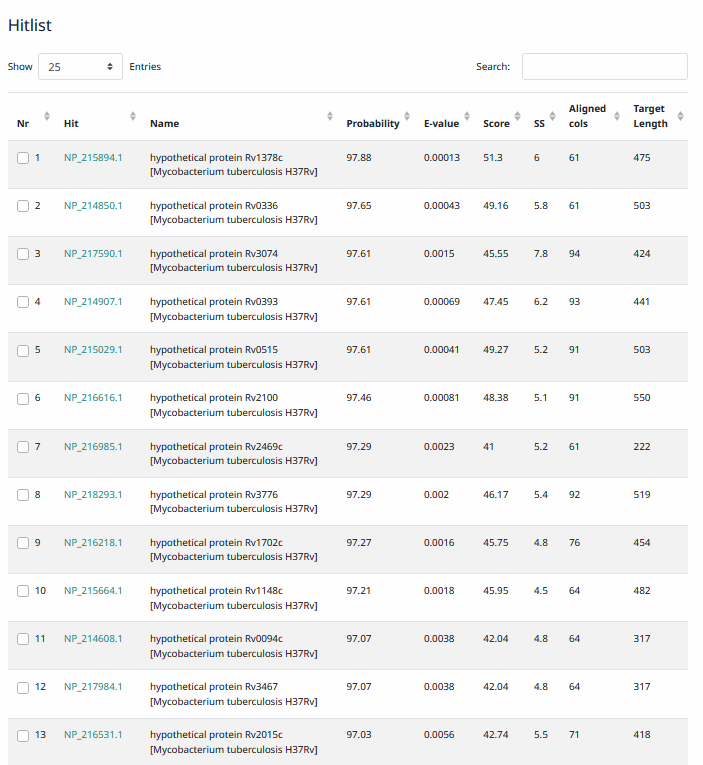 Hitlist
Show 25 Entries Search:
Nr Hit Name Probability E-value Score SS Aligned cols Target Length
1 NP_215894.1 hypothetical protein Rv1378c 97.88 0.00013 51.3 6 61 475
[Mycobacterium tuberculosis H37Rv]
2 NP_214850.1 hypothetical protein Rv0336 97.65 0.00043 49.16 5.8 61 503
[Mycobacterium tuberculosis H37Rv]
3 NP_217590.1 hypothetical protein Rv3074 97.61 0.0015 45.55 7.8 94 424
[Mycobacterium tuberculosis H37Rv]
4 NP_214907.1 hypothetical protein Rv0393 97.61 0.00069 47.45 6.2 93 441
[Mycobacterium tuberculosis H37Rv]
5 NP_215029.1 hypothetical protein Rv0515 97.61 0.00041 49.27 5.2 91 503
[Mycobacterium tuberculosis H37Rv]
6 NP_216616.1 hypothetical protein Rv2100 97.46 0.00081 48.38 5.1 91 550
[Mycobacterium tuberculosis H37Rv]
7 NP_216985.1 hypothetical protein Rv2469c 97.29 0.0023 41 5.2 61 222
[Mycobacterium tuberculosis H37Rv]
8 NP_218293.1 hypothetical protein Rv3776 97.29 0.002 46.17 5.4 92 519
[Mycobacterium tuberculosis H37Rv]
9 NP_216218.1 hypothetical protein Rv1702c 97.27 0.0016 45.75 4.8 76 454
[Mycobacterium tuberculosis H37Rv]
10 NP_215664.1 hypothetical protein Rv1148c 97.21 0.0018 45.95 4.5 64 482
[Mycobacterium tuberculosis H37Rv]
11 NP_214608.1 hypothetical protein Rv0094c 97.07 0.0038 42.04 4.8 64 317
[Mycobacterium tuberculosis H37Rv]
12 NP_217984.1 hypothetical protein Rv3467 97.07 0.0038 42.04 4.8 64 317
[Mycobacterium tuberculosis H37Rv]
13 NP_216531.1 hypothetical protein Rv2015c 97.03 0.0056 42.74 5.5 71 418
[Mycobacterium tuberculosis H37Rv]